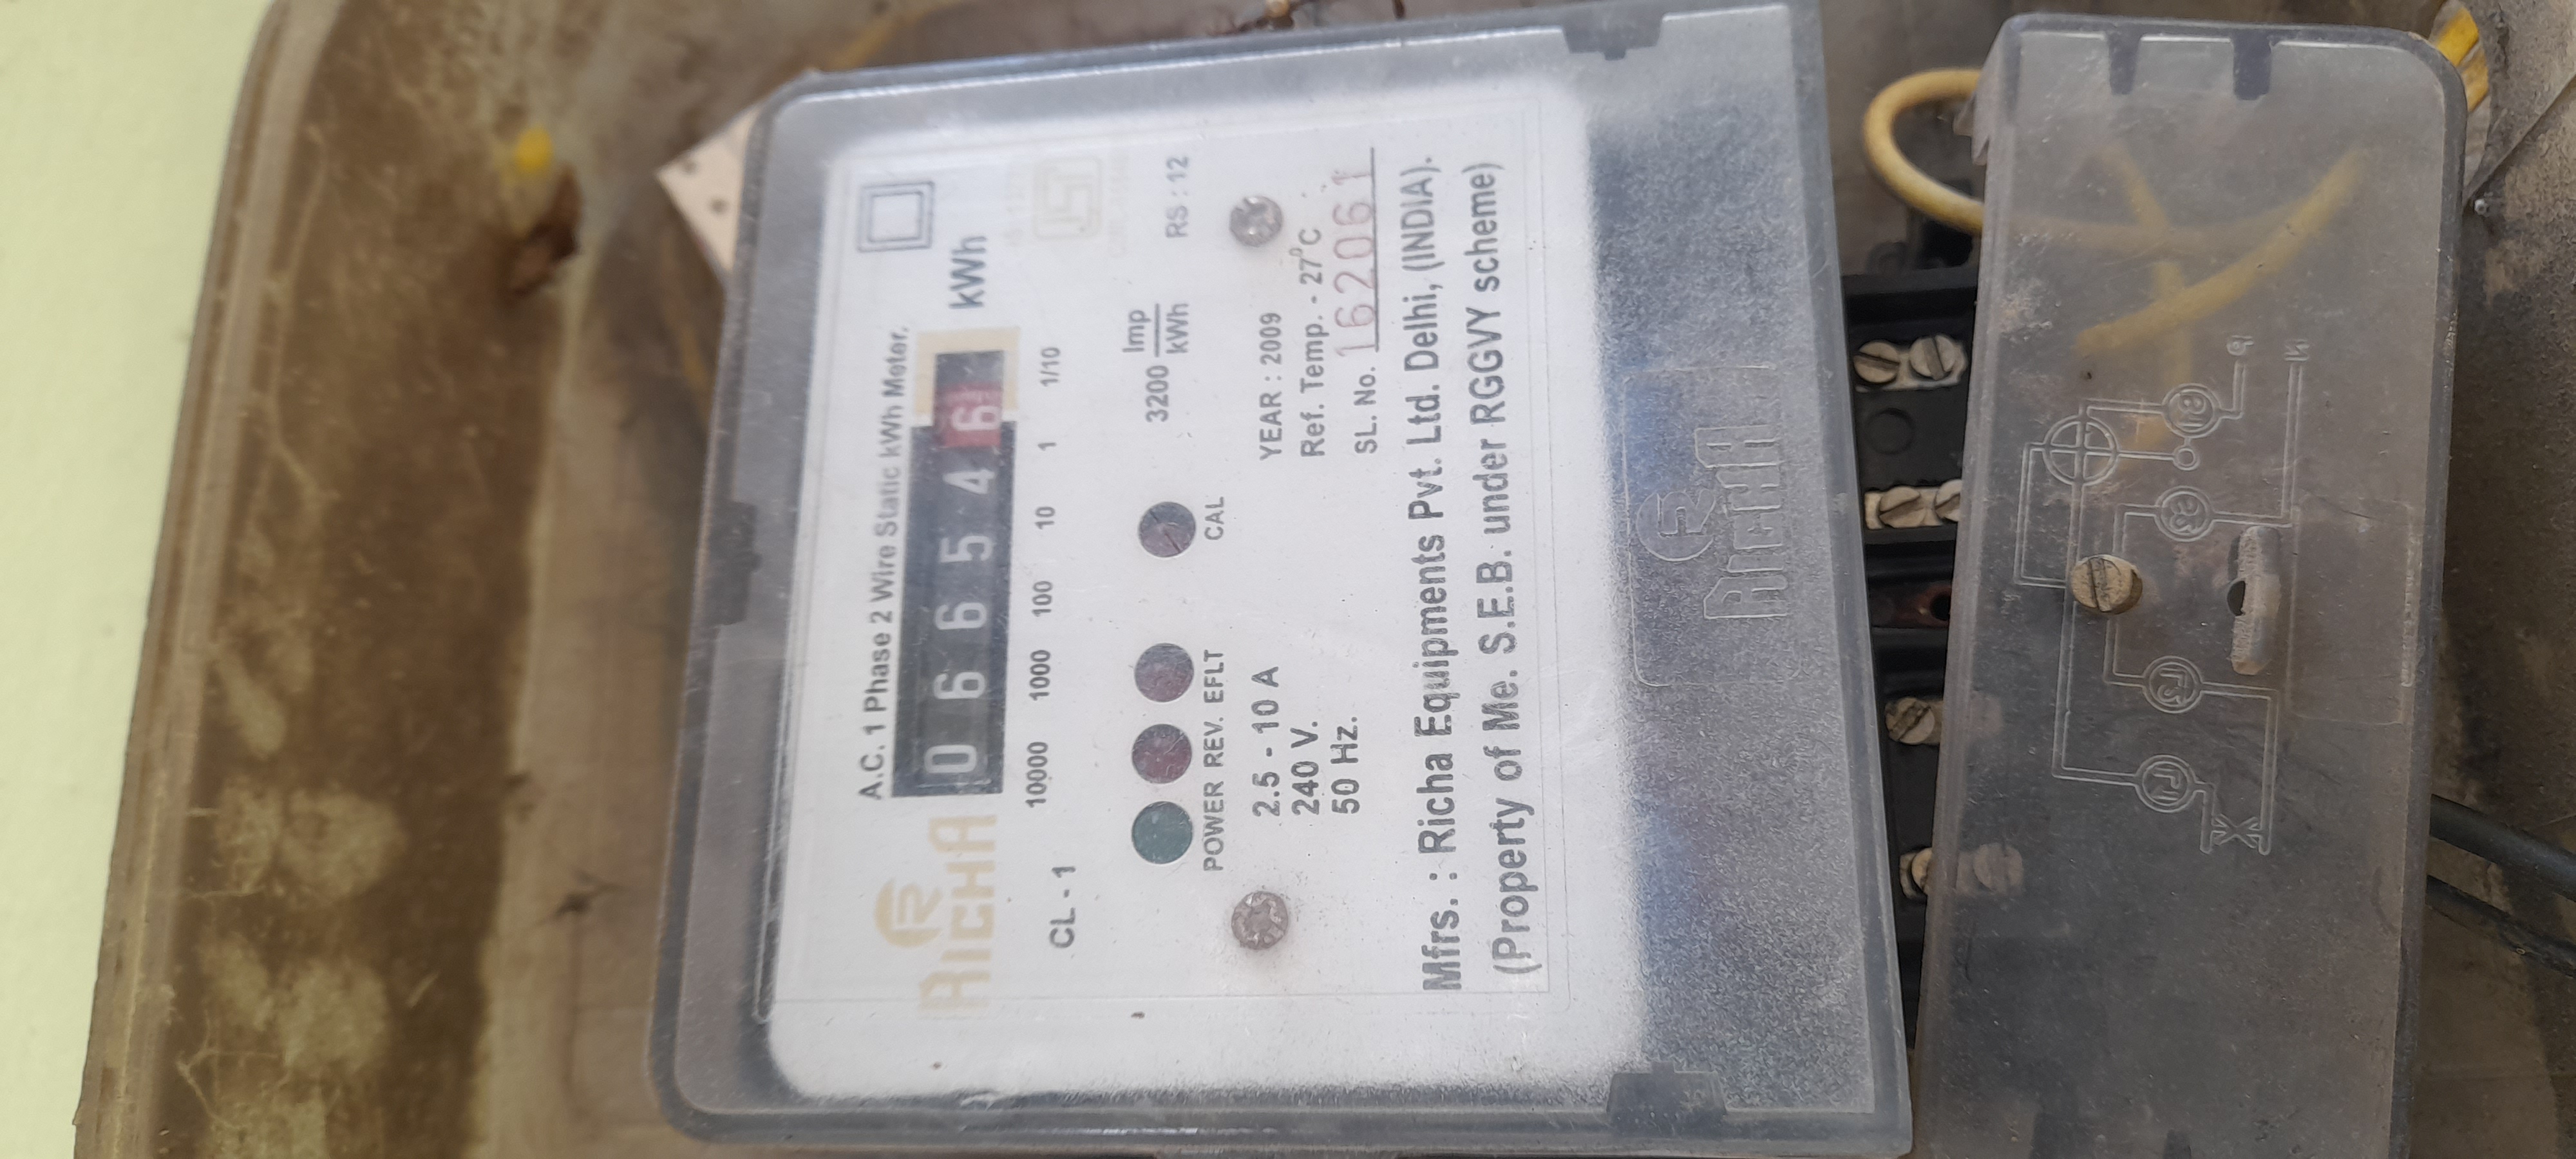 A.C. 1 Phase 2 Wire Static kWh Meter.
RICHA
0 6 6 5 4 6 kWh
10000 1000 100 10 1 1/10
CL - 1
3200 Imp
kWh
RS : 12
POWER REV. EFLT
CAL
2.5 - 10 A
240 V.
50 Hz.
YEAR : 2009
Ref. Temp. - 27°C
SL. No. 162061
Mfrs. : Richa Equipments Pvt. Ltd. Delhi, (INDIA).
(Property of Me. S.E.B. under RGGVY scheme)
RICHA